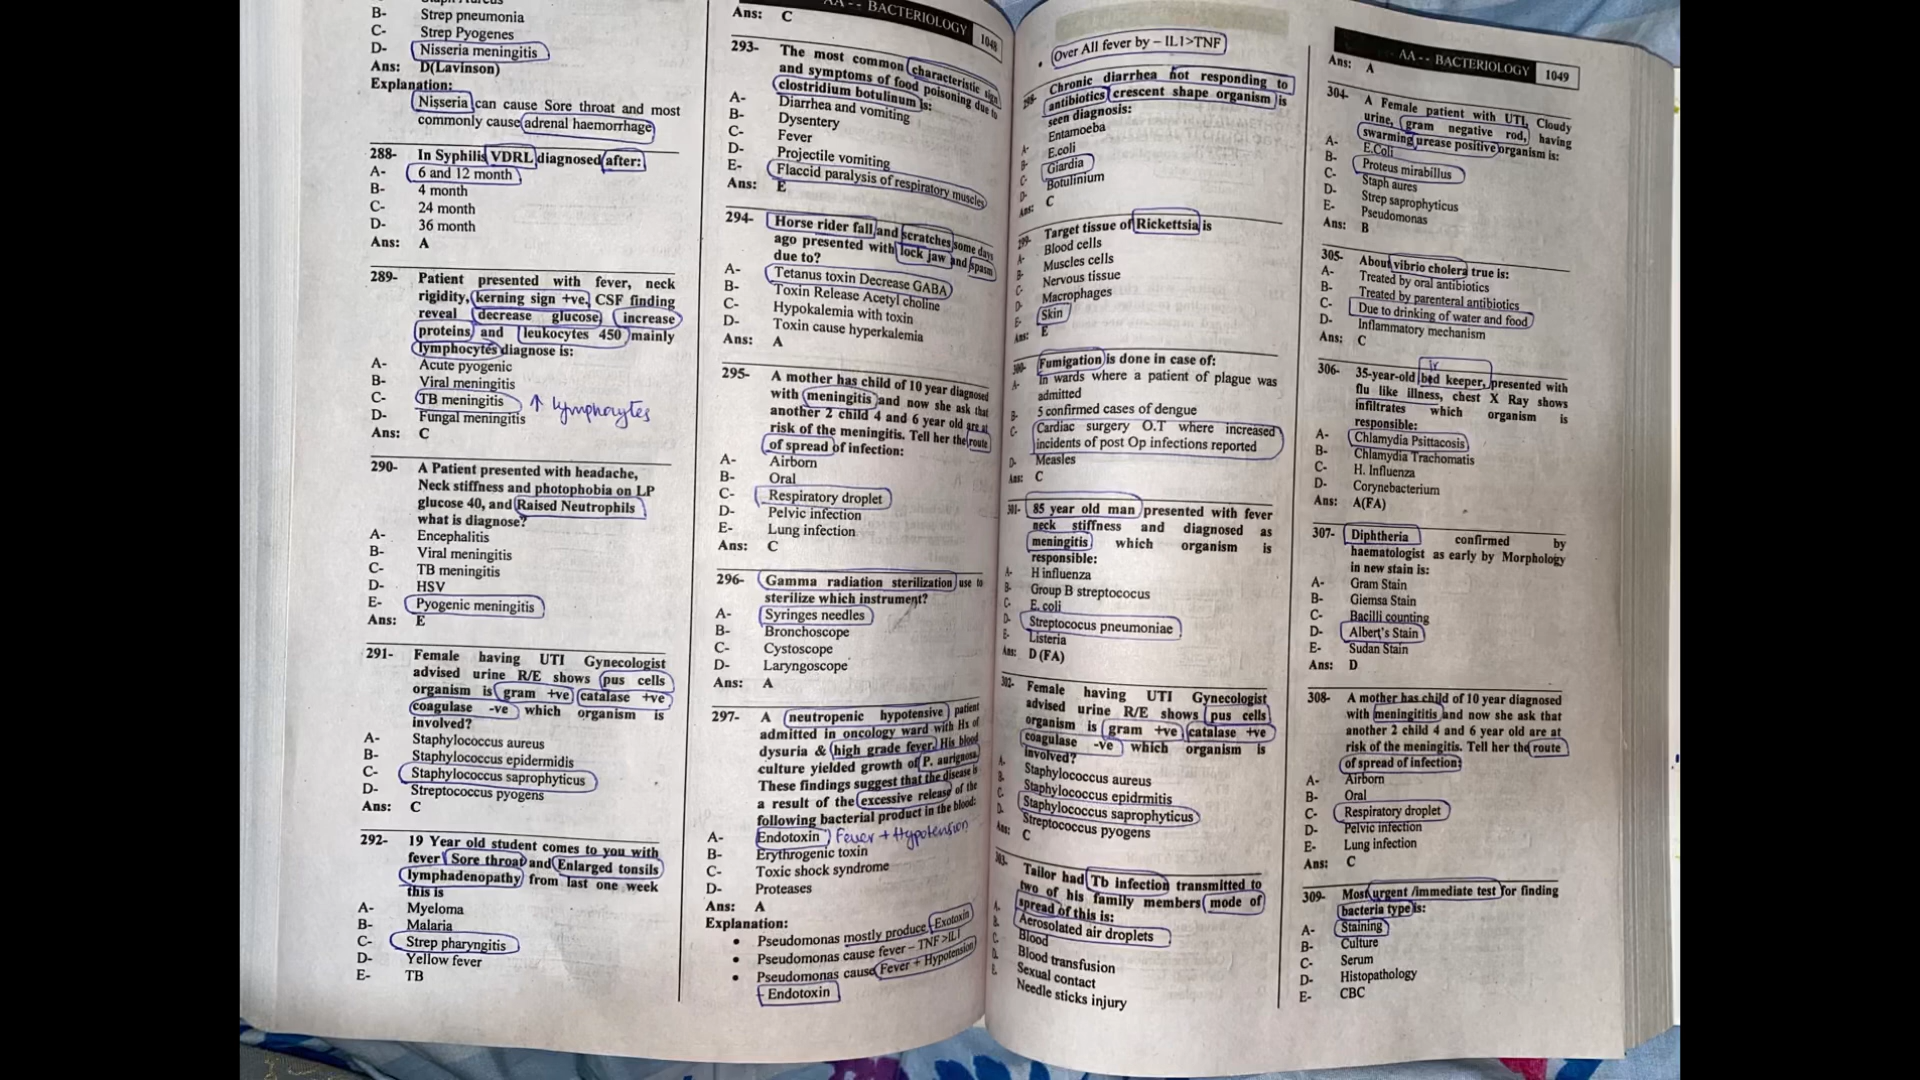 B- Strep pneumonia
C- Strep Pyogenes
D- Nisseria meningitis
Ans: D(Lavinson)
Explanation:
Nisseria can cause Sore throat and most
commonly cause adrenal haemorrhage
288- In Syphilis VDRL diagnosed after:
A- 6 and 12 month
B- 4 month
C- 24 month
D- 36 month
Ans: A
289- Patient presented with fever, neck
rigidity, kerning sign +ve, CSF finding
reveal decrease glucose, increase
proteins and leukocytes 450 mainly
lymphocytes diagnose is:
A- Acute pyogenic
B- Viral meningitis
C- TB meningitis ↑ lymphocytes
D- Fungal meningitis
Ans: C
290- A Patient presented with headache,
Neck stiffness and photophobia on LP
glucose 40, and Raised Neutrophils
what is diagnose?
A- Encephalitis
B- Viral meningitis
C- TB meningitis
D- HSV
E- Pyogenic meningitis
Ans: E
291- Female having UTI Gynecologist
advised urine R/E shows pus cells
organism is gram +ve catalase +ve
coagulase -ve which organism is
involved?
A- Staphylococcus aureus
B- Staphylococcus epidermidis
C- Staphylococcus saprophyticus
D- Streptococcus pyogens
Ans: C
292- 19 Year old student comes to you with
fever Sore throat and Enlarged tonsils
lymphadenopathy from last one week
this is
A- Myeloma
B- Malaria
C- Strep pharyngitis
D- Yellow fever
E- TB
AA -- BACTERIOLOGY 1048
Ans: C
293- The most common characteristic sign
and symptoms of food poisoning due to
clostridium botulinum is:
A- Diarrhea and vomiting
B- Dysentery
C- Fever
D- Projectile vomiting
E- Flaccid paralysis of respiratory muscles
Ans: E
294- Horse rider fall and scratches some days
ago presented with lock jaw and spasm
due to?
A- Tetanus toxin Decrease GABA
B- Toxin Release Acetyl choline
C- Hypokalemia with toxin
D- Toxin cause hyperkalemia
Ans: A
295- A mother has child of 10 year diagnosed
with meningitis and now she ask that
another 2 child 4 and 6 year old are at
risk of the meningitis. Tell her the route
of spread of infection:
A- Airborn
B- Oral
C- Respiratory droplet
D- Pelvic infection
E- Lung infection
Ans: C
296- Gamma radiation sterilization use to
sterilize which instrument?
A- Syringes needles
B- Bronchoscope
C- Cystoscope
D- Laryngoscope
Ans: A
297- A neutropenic hypotensive patient
admitted in oncology ward with Hx of
dysuria & high grade fever. His blood
culture yielded growth of P. aurignosa.
These findings suggest that the disease is
a result of the excessive release of the
following bacterial product in the blood:
A- Endotoxin Fever + Hypotension
B- Erythrogenic toxin
C- Toxic shock syndrome
D- Proteases
Ans: A
Explanation:
• Pseudomonas mostly produce Exotoxin
• Pseudomonas cause fever – TNF >IL1
• Pseudomonas cause Fever + Hypotension
– Endotoxin
• Over All fever by – IL1>TNF
298- Chronic diarrhea not responding to
antibiotics crescent shape organism is
seen diagnosis:
Entamoeba
A- E.coli
B- Giardia
C- Botulinium
D-
Ans: C
299- Target tissue of Rickettsia is
A- Blood cells
B- Muscles cells
C- Nervous tissue
D- Macrophages
E- Skin
Ans: E
300- Fumigation is done in case of:
A- In wards where a patient of plague was
admitted
B- 5 confirmed cases of dengue
C- Cardiac surgery O.T where increased
incidents of post Op infections reported
D- Measles
Ans: C
301- 85 year old man presented with fever
neck stiffness and diagnosed as
meningitis which organism is
responsible:
A- H influenza
B- Group B streptococus
C- E. coli
D- Streptococus pneumoniae
E- Listeria
Ans: D (FA)
302- Female having UTI Gynecologist
advised urine R/E shows pus cells
organism is gram +ve catalase +ve
coagulase -ve which organism is
involved?
A. Staphylococcus aureus
B. Staphylococcus epidrmitis
C. Staphylococcus saprophyticus
D. Streptococcus pyogens
Ans: C
303- Tailor had Tb infection transmitted to
two of his family members mode of
spread of this is:
A. Aerosolated air droplets
B. Blood
C. Blood transfusion
D. Sexual contact
E. Needle sticks injury
AA -- BACTERIOLOGY 1049
Ans: A
304- A Female patient with UTI, Cloudy
urine, gram negative rod, having
swarming urease positive organism is:
A- E.Coli
B- Proteus mirabillus
C- Staph aures
D- Strep saprophyticus
E- Pseudomonas
Ans: B
305- About vibrio cholera true is:
A- Treated by oral antibiotics
B- Treated by parenteral antibiotics
C- Due to drinking of water and food
D- Inflammatory mechanism
Ans: C
306- 35-year-old bed keeper, presented with
flu like illness, chest X Ray shows
infiltrates which organism is
responsible:
A- Chlamydia Psittacosis
B- Chlamydia Trachomatis
C- H. Influenza
D- Corynebacterium
Ans: A(FA)
307- Diphtheria confirmed by
haematologist as early by Morphology
in new stain is:
A- Gram Stain
B- Giemsa Stain
C- Bacilli counting
D- Albert's Stain
E- Sudan Stain
Ans: D
308- A mother has child of 10 year diagnosed
with meningititis and now she ask that
another 2 child 4 and 6 year old are at
risk of the meningitis. Tell her the route
of spread of infection:
A- Airborn
B- Oral
C- Respiratory droplet
D- Pelvic infection
E- Lung infection
Ans: C
309- Most urgent /immediate test for finding
bacteria type is:
A- Staining
B- Culture
C- Serum
D- Histopathology
E- CBC